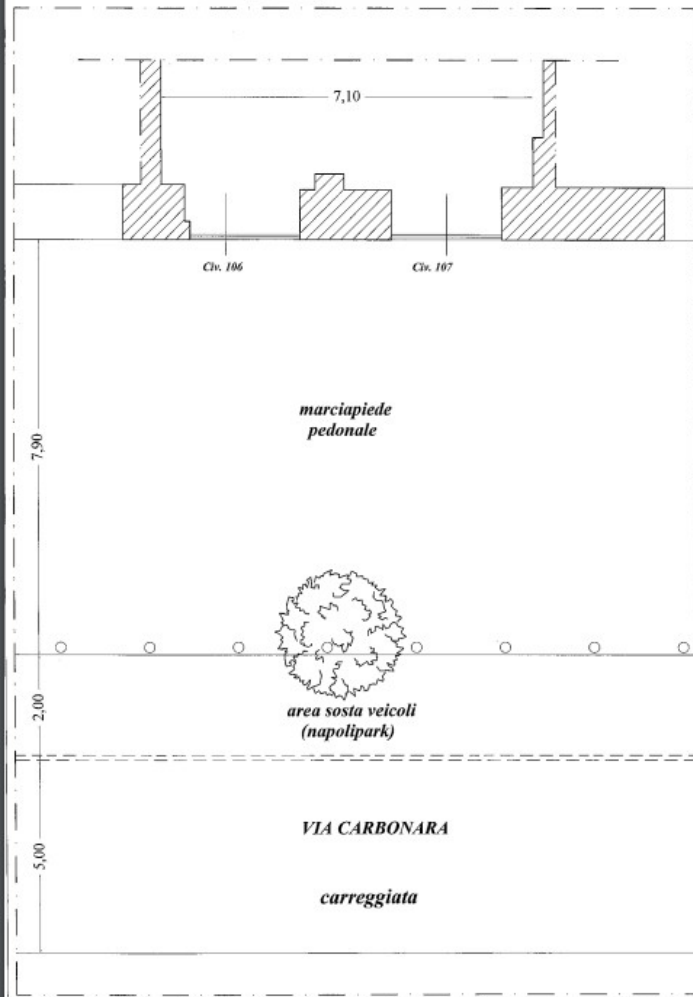 7,10
Civ. 106
Civ. 107
marciapiede
pedonale
7,90
area sosta veicoli
(napolipark)
2,00
VIA CARBONARA
5,00
carreggiata